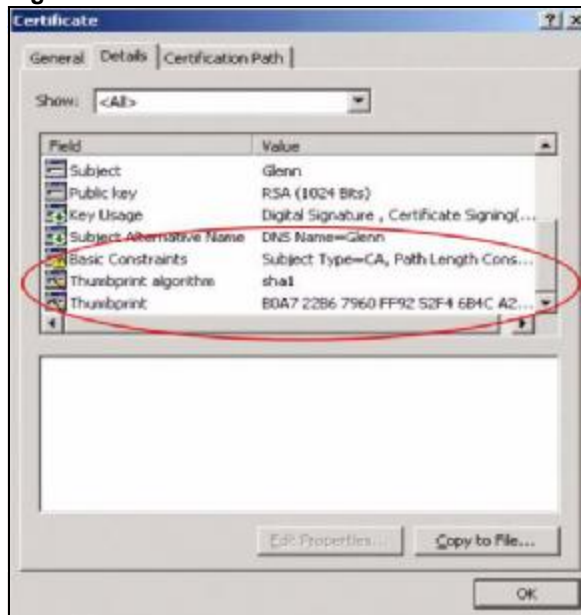 Certificate
General Details Certification Path
Show: <All>
Field Value
Subject Glenn
Public key RSA (1024 Bits)
Key Usage Digital Signature , Certificate Signing(...
Subject Alternative Name DNS Name=Glenn
Basic Constraints Subject Type=CA, Path Length Cons...
Thumbprint algorithm sha1
Thumbprint B0A7 22B6 7960 FF92 52F4 6B4C A2...
Edit Properties... Copy to File...
OK